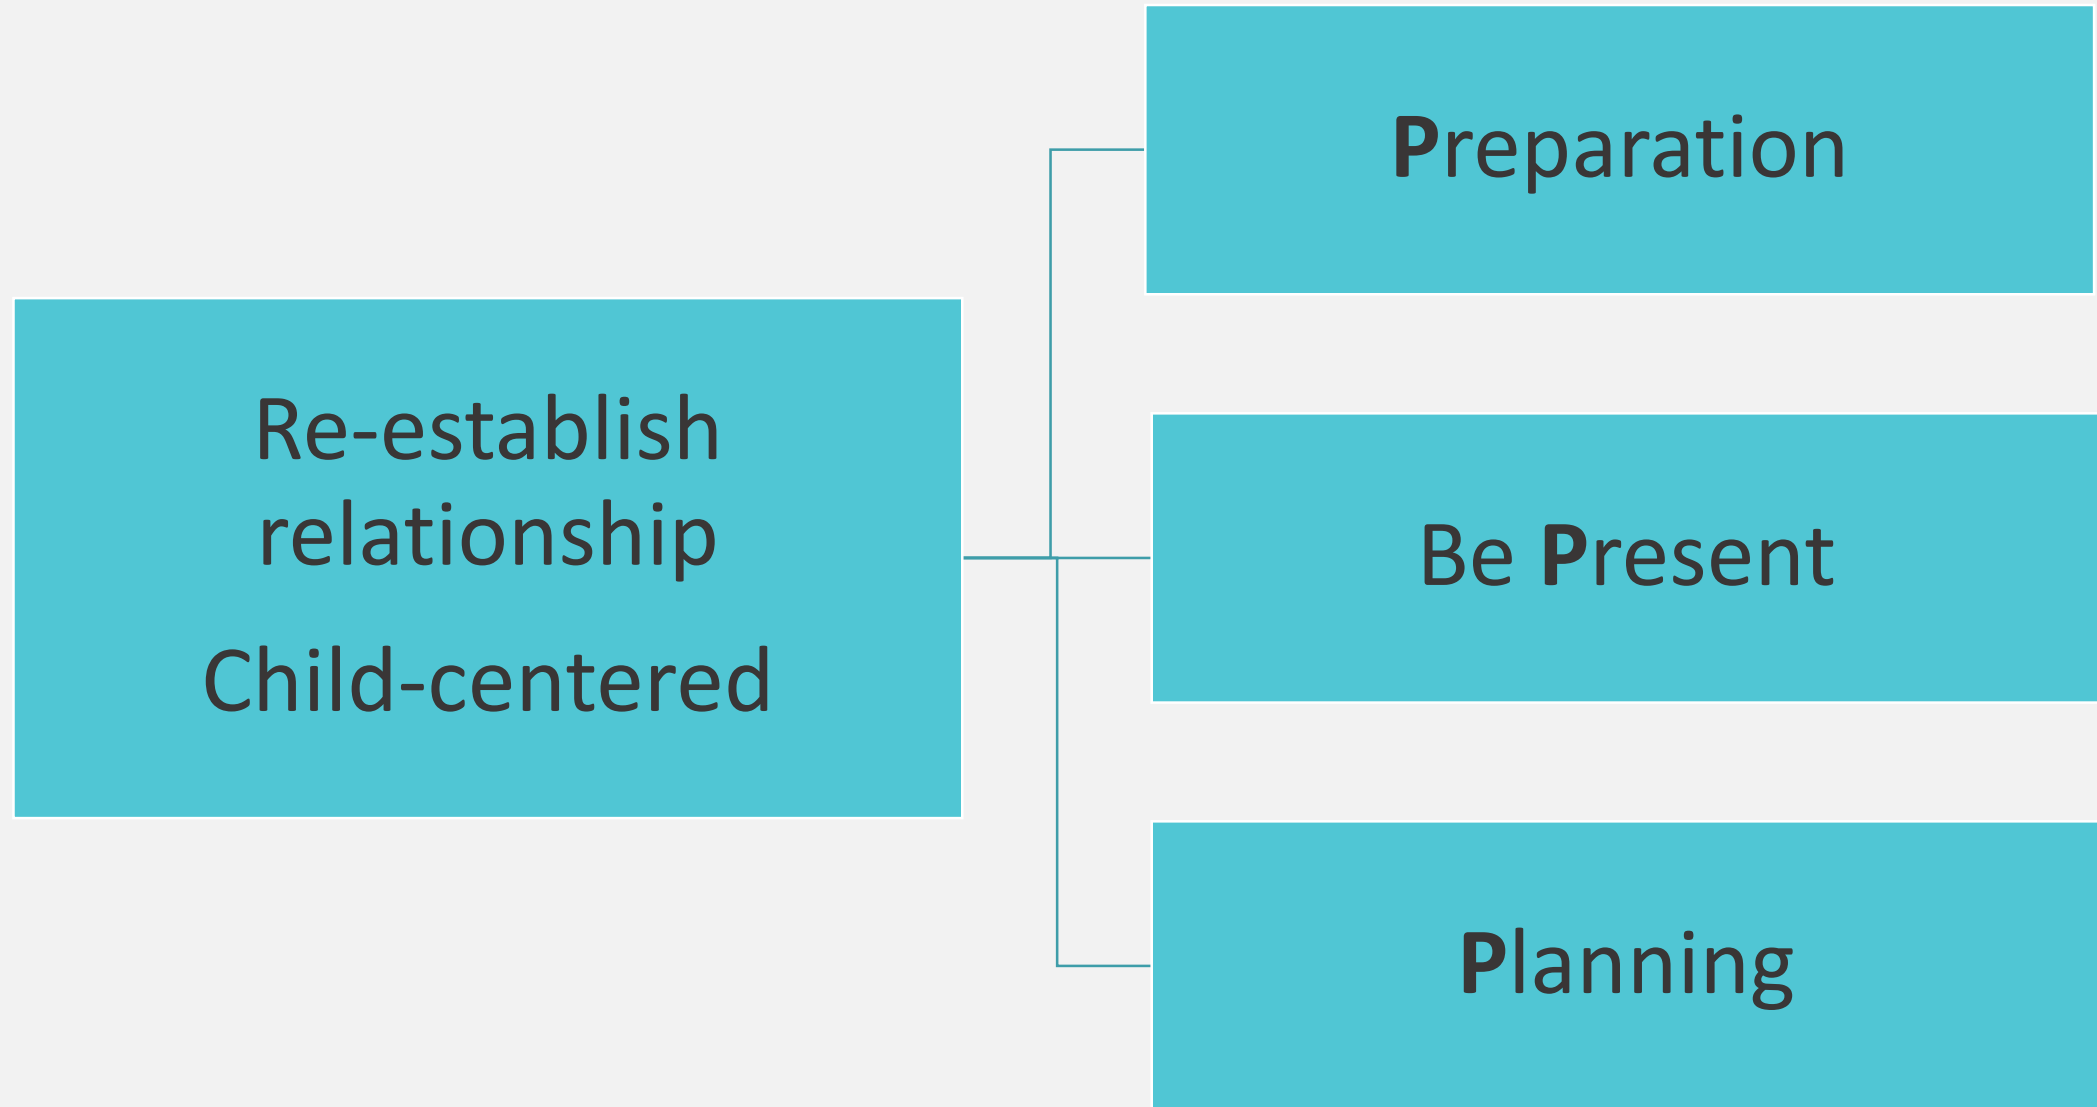 Re-establish
relationship
Child-centered
Preparation
Be Present
Planning